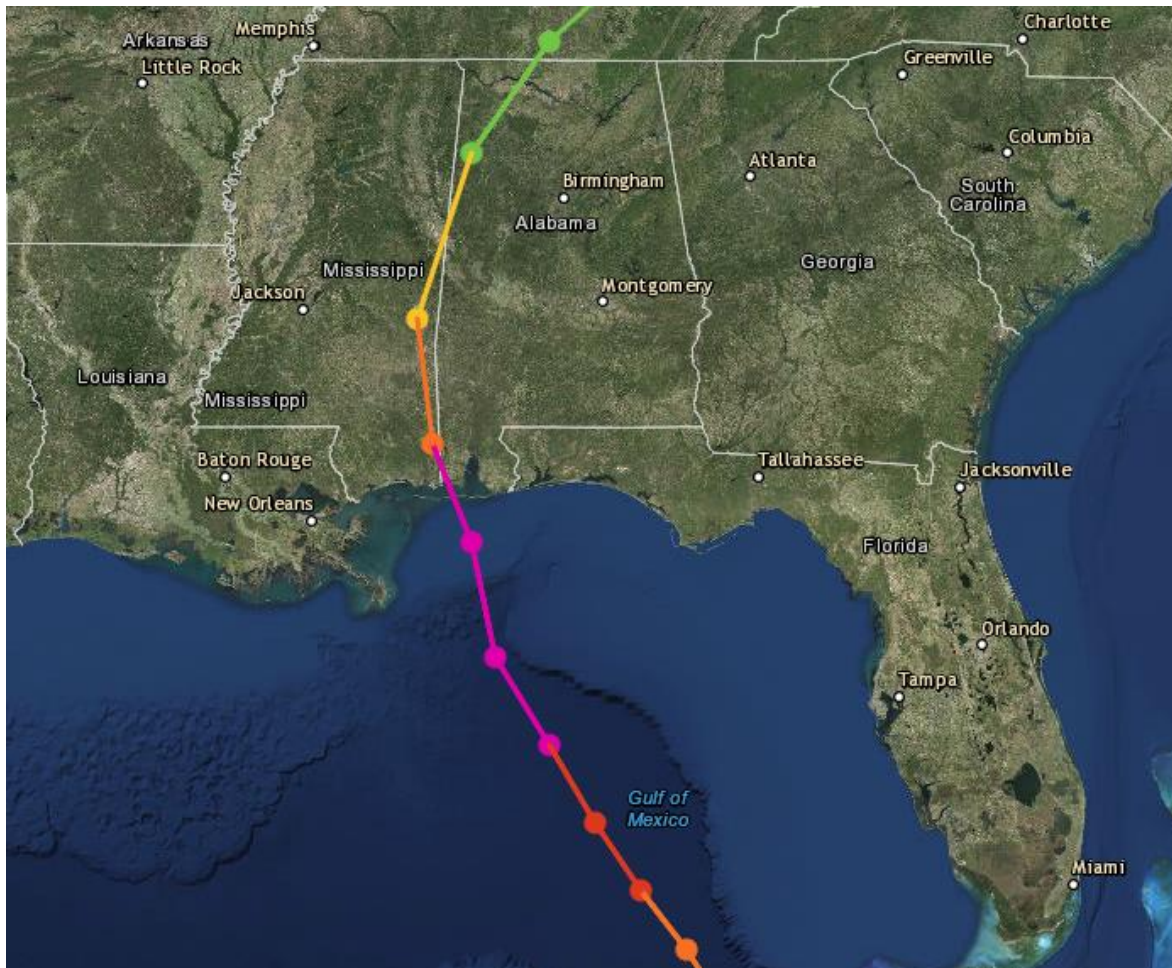 Charlotte
Memphis
Arkansas
Greenville
Little Rock
Columbia
Atlanta
Birmingham
South
Carolina
Alabama
Georgia
Mississippi
Montgomery
Jackson
Louisiana
Mississippi
Baton Rouge
Tallahassee
Jacksonville
New Orleans
Florida
Orlando
Tampa
Gulf of
Mexico
Miami